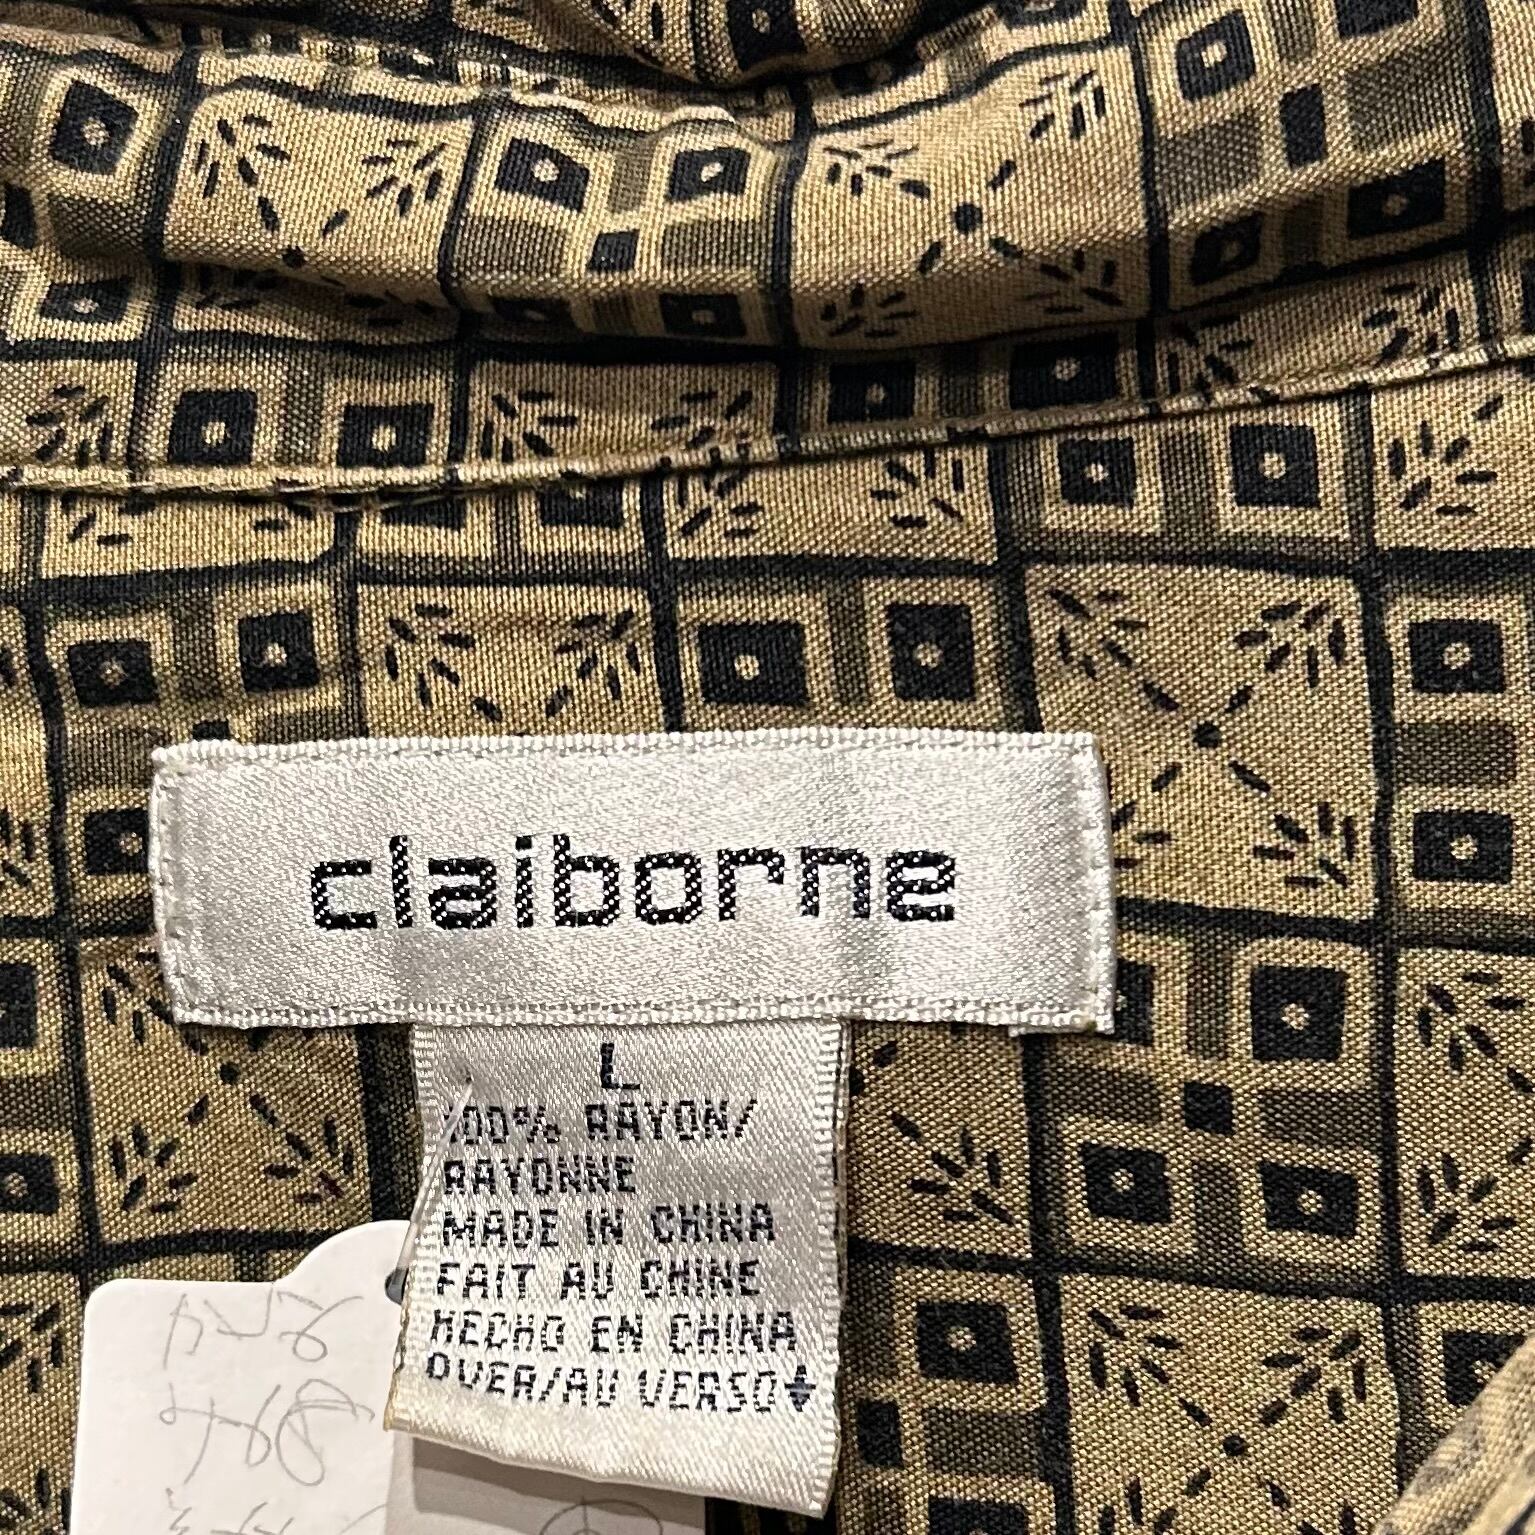 claiborne
L
100% RAYON/
RAYONNE
MADE IN CHINA
FAIT AU CHINE
HECHO EN CHINA
OVER/AU VERSO